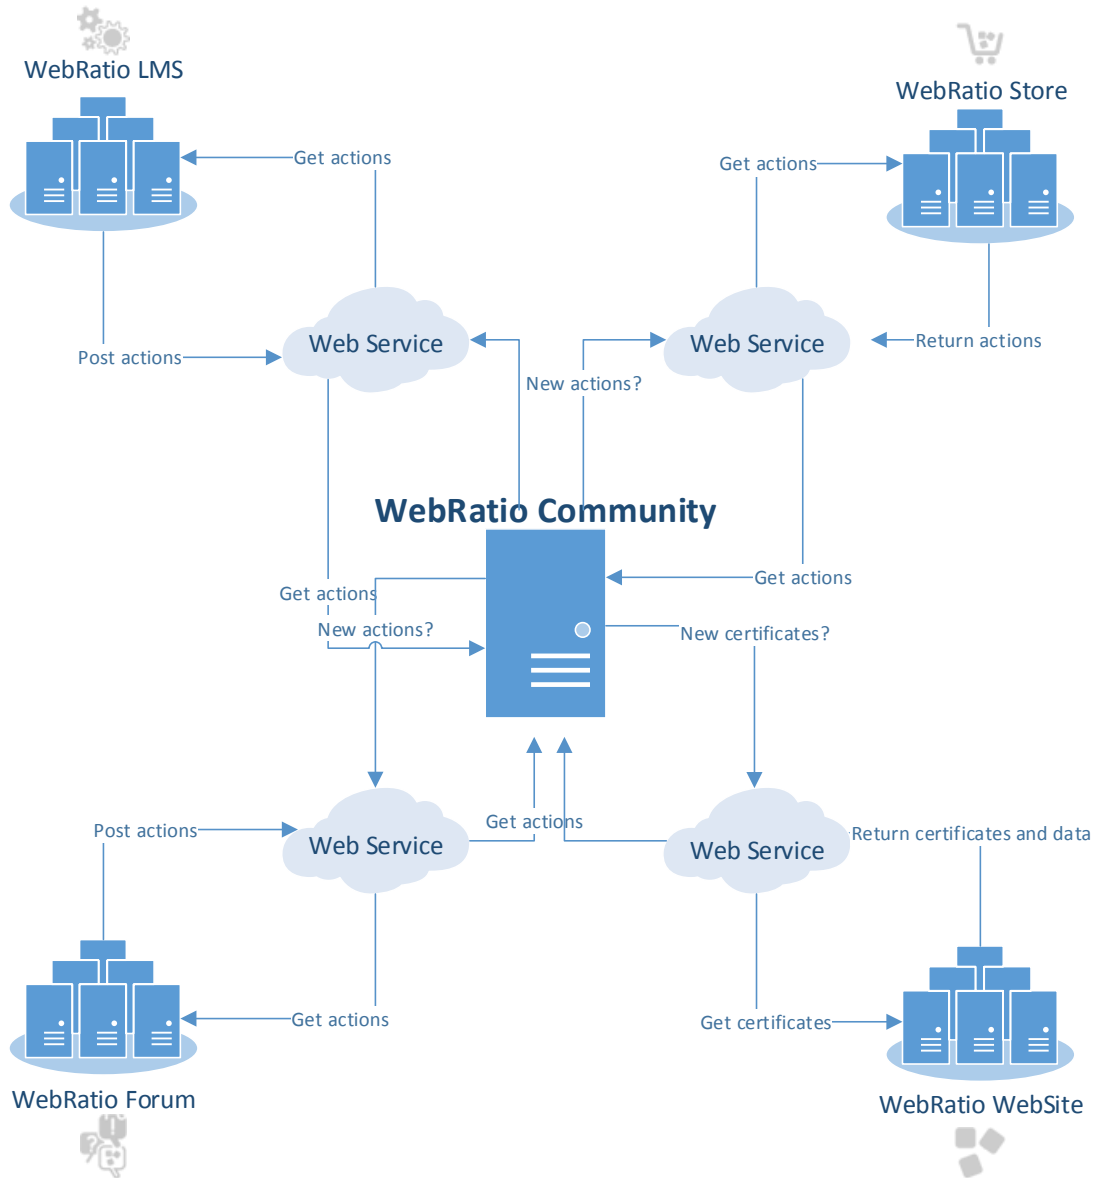 WebRatio LMS
WebRatio Store
Get actions
Get actions
Post actions
Web Service
Web Service
Return actions
New actions?
WebRatio Community
Get actions
Get actions
New actions?
New certificates?
Post actions
Web Service
Get actions
Web Service
Return certificates and data
Get actions
Get certificates
WebRatio Forum
WebRatio WebSite